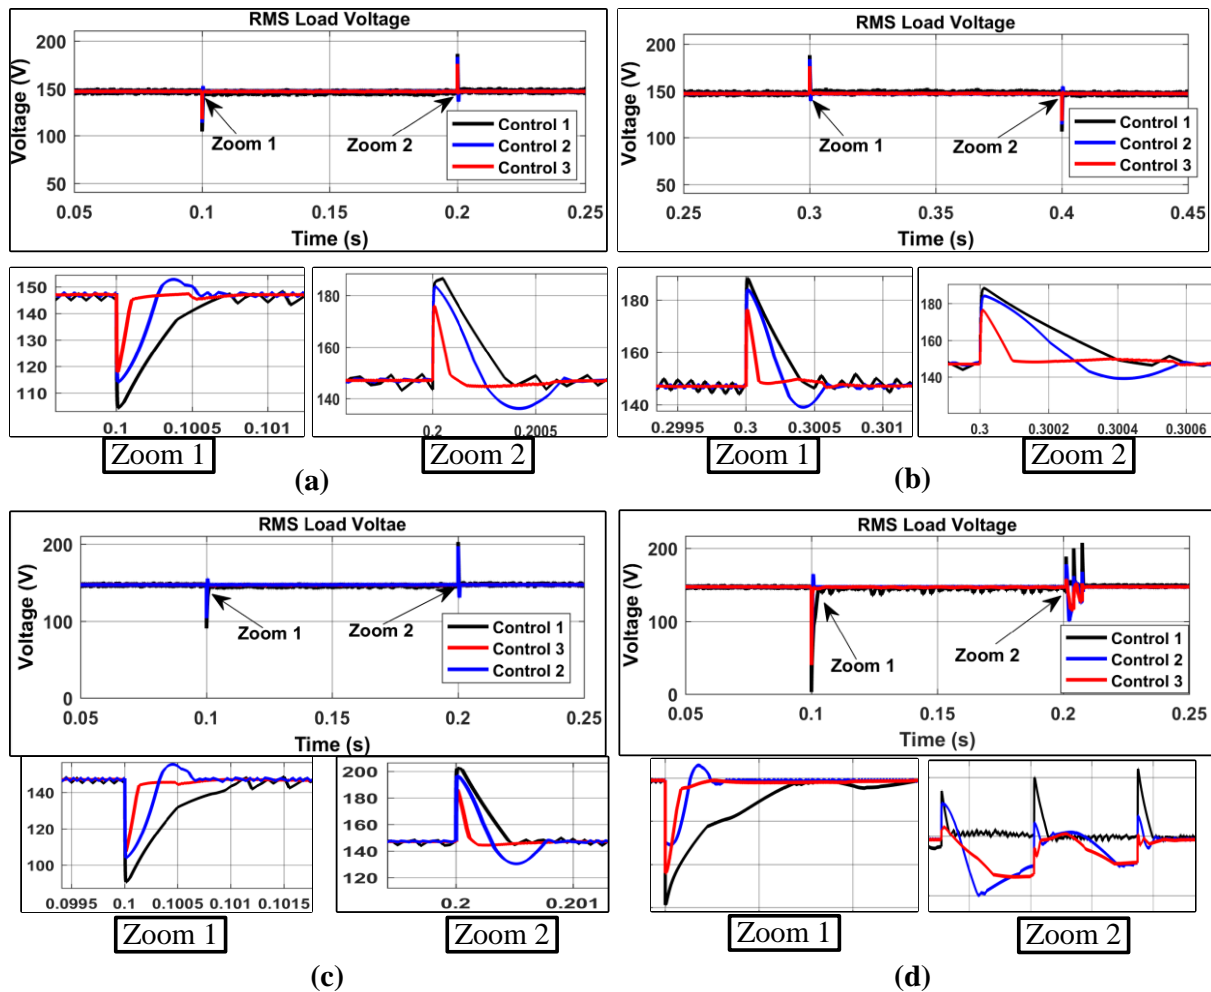 RMS Load Voltage
Voltage (V)
200
150
100
50
0.05 0.1 0.15 0.2 0.25
Time (s)
Zoom 1
Zoom 2
Control 1
Control 2
Control 3
150
140
130
120
110
0.1 0.1005 0.101
Zoom 1
180
160
140
0.2 0.2005
Zoom 2
(a)
RMS Load Voltage
Voltage (V)
200
150
100
50
0.25 0.3 0.35 0.4 0.45
Time (s)
Zoom 1
Zoom 2
Control 1
Control 2
Control 3
180
160
140
0.2995 0.3 0.3005 0.301
Zoom 1
180
160
140
0.3 0.3002 0.3004 0.3006
Zoom 2
(b)
RMS Load Voltae
Voltage (V)
200
100
0
0.05 0.1 0.15 0.2 0.25
Time (s)
Zoom 1
Zoom 2
Control 1
Control 3
Control 2
140
120
100
0.0995 0.1 0.1005 0.101 0.1015
Zoom 1
200
180
160
140
120
0.2 0.201
Zoom 2
(c)
RMS Load Voltage
Voltage (V)
200
100
0
0.05 0.1 0.15 0.2 0.25
Time (s)
Zoom 1
Zoom 2
Control 1
Control 2
Control 3
Zoom 1
Zoom 2
(d)